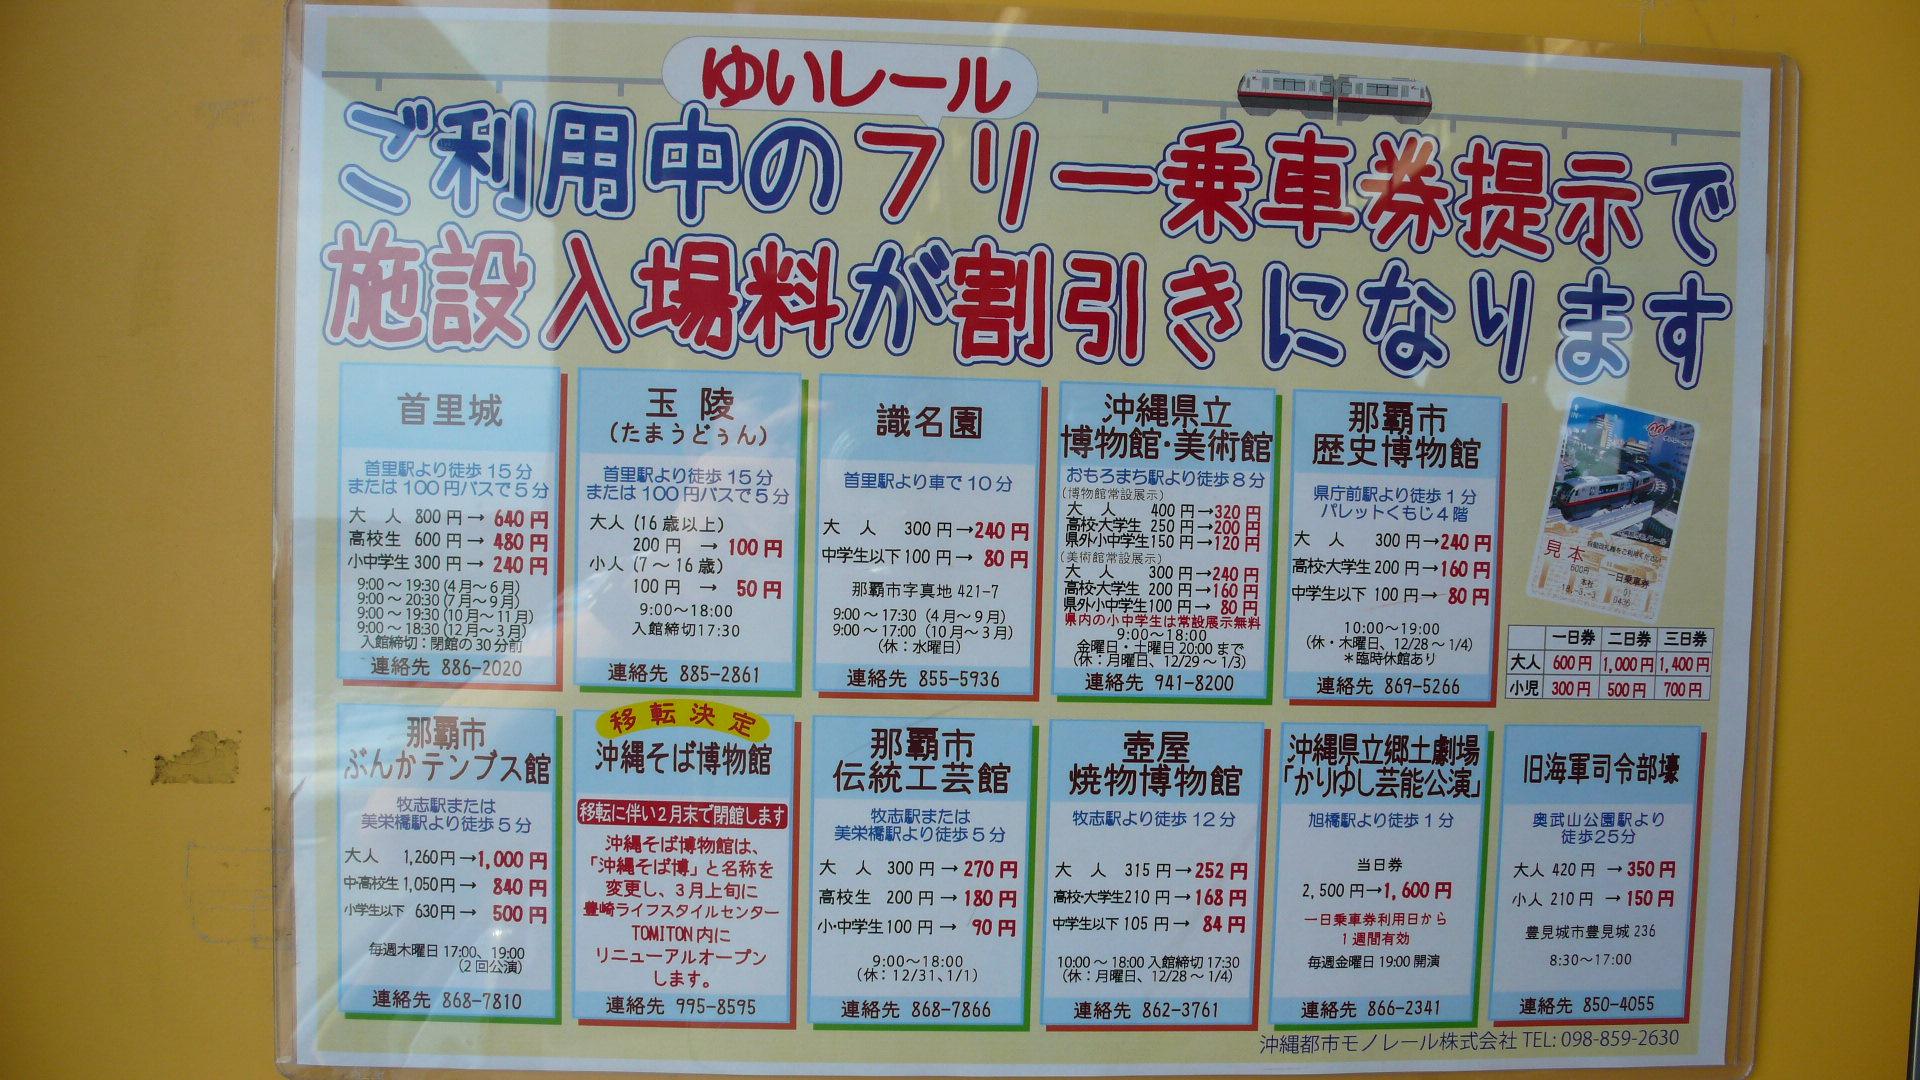 ゆいレール
ご利用中のフリー乗車券提示で
施設入場料が割引きになります
首里城
首里駅より徒歩15分
または100円バスで5分
大人 800円→640円
高校生 600円→480円
小中学生 300円→240円
9:00～19:30(4月～6月)
9:00～20:30(7月～9月)
9:00～19:30(10月～11月)
9:00～18:30(12月～3月)
入館締切:閉館の30分前
連絡先 886-2020
玉陵
(たまうどぅん)
首里駅より徒歩15分
または100円バスで5分
大人(16歳以上)
200円 →100円
小人(7～16歳)
100円 →50円
9:00～18:00
入館締切17:30
連絡先 885-2861
識名園
首里駅より車で10分
大人 300円→240円
中学生以下100円→80円
那覇市字真地421-7
9:00～17:30 (4月～9月)
9:00～17:00 (10月～3月)
(休:水曜日)
連絡先 855-5936
沖縄県立
博物館・美術館
おもろまち駅より徒歩8分
(博物館常設展示)
大人 400円→320円
高校・大学生 250円→200円
県外小中学生150円→120円
(美術館常設展示)
大人 300円→240円
高校・大学生 200円→160円
県外小中学生100円→80円
県内の小中学生は常設展示無料
9:00～18:00
金曜日・土曜日20:00まで
(休:月曜日、12/29～1/3)
連絡先 941-8200
那覇市
歴史博物館
県庁前駅より徒歩1分
パレットくもじ4階
大人 300円→240円
高校・大学生200円→160円
中学生以下 100円→80円
10:00～19:00
(休・木曜日、12/28～1/4)
*臨時休館あり
連絡先 869-5266
見本
600円
一日乗車券
一日券 二日券 三日券
大人 600円 1,000円 1,400円
小児 300円 500円 700円
那覇市
ぶんかテンブス館
牧志駅または
美栄橋駅より徒歩5分
大人 1,260円→1,000円
中・高校生1,050円→840円
小学生以下 630円→500円
毎週木曜日17:00、19:00
(2回公演)
連絡先 868-7810
移転決定
沖縄そば博物館
移転に伴い2月末で閉館します
沖縄そば博物館は、
「沖縄そば博」と名称を
変更し、3月上旬に
豊崎ライフスタイルセンター
TOMITON内に
リニューアルオープン
します。
連絡先 995-8595
那覇市
伝統工芸館
牧志駅または
美栄橋駅より徒歩5分
大人 300円→270円
高校生 200円→180円
小・中学生100円→90円
9:00～18:00
(休:12/31、1/1)
連絡先 868-7866
壺屋
焼物博物館
牧志駅より徒歩12分
大人 315円→252円
高校・大学生210円→168円
中学生以下 105円→84円
10:00～18:00 入館締切17:30
(休:月曜日、12/28～1/4)
連絡先 862-3761
沖縄県立郷土劇場
「かりゆし芸能公演」
旭橋駅より徒歩1分
当日券
2,500円→1,600円
一日乗車券利用日から
1週間有効
毎週金曜日19:00開演
連絡先 866-2341
旧海軍司令部壕
奥武山公園駅より
徒歩25分
大人 420円 →350円
小人 210円 →150円
豊見城市豊見城236
8:30～17:00
連絡先 850-4055
沖縄都市モノレール株式会社 TEL: 098-859-2630